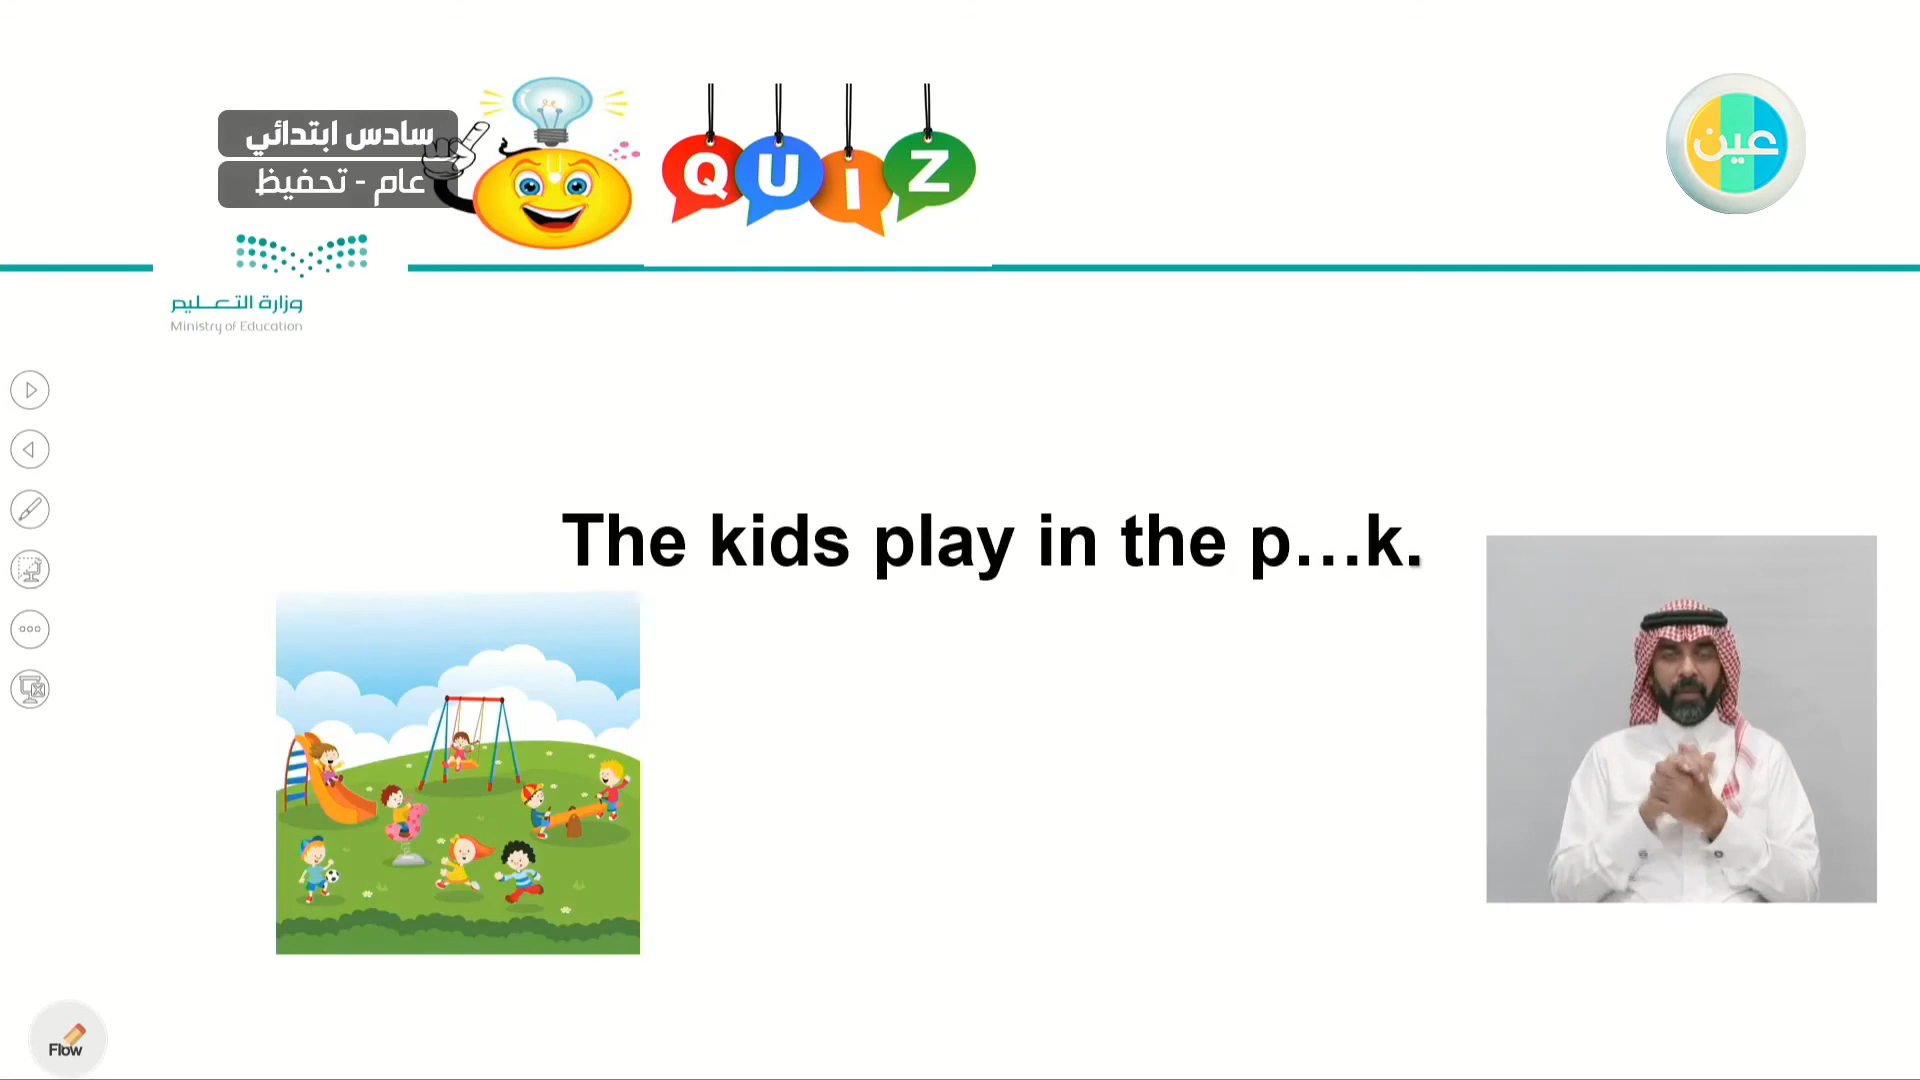 سادس ابتدائي
عام - تحفيظ
QUIZ
عين
وزارة التعليم
Ministry of Education
The kids play in the p...k.
Flow